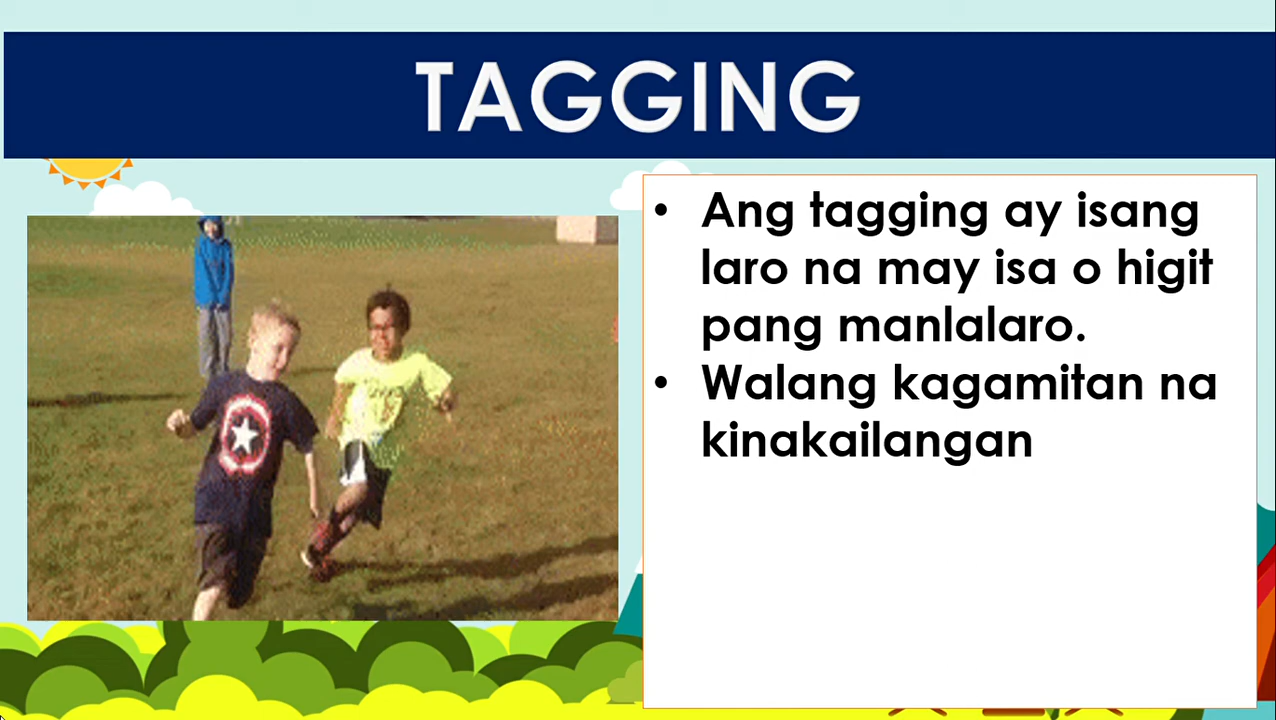 TAGGING
• Ang tagging ay isang
laro na may isa o higit
pang manlalaro.
• Walang kagamitan na
kinakailangan